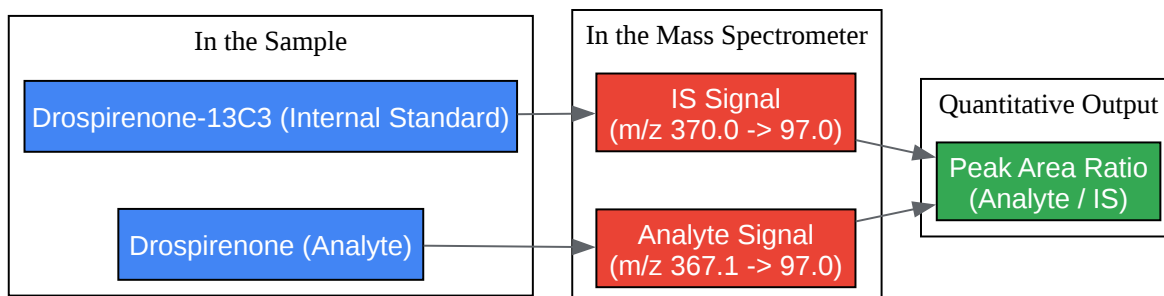 In the Sample
Drospirenone-13C3 (Internal Standard)
Drospirenone (Analyte)
In the Mass Spectrometer
IS Signal
(m/z 370.0 -> 97.0)
Analyte Signal
(m/z 367.1 -> 97.0)
Quantitative Output
Peak Area Ratio
(Analyte / IS)